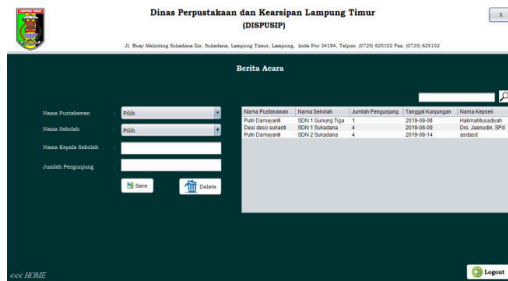 Dinas Perpustakaan dan Kearsipan Lampung Timur
(DISPUSIP)
x
Jl. Buay Melinting Sukadana Ilir, Sukadana, Lampung Timur, Lampung, kode Pos 34194, Telpon. (0725) 625102 Fax: (0725) 625102
Berita Acara
Nama Pustakawan : Pilih
Nama Sekolah : Pilih
Nama Kepala Sekolah :
Jumlah Pengunjung :
Save Delete
Nama Pustakawan Nama Sekolah Jumlah Pengunjung Tanggal Kunjungan Nama Kepsek
Putri Damayanti SDN 1 Gunung Tiga 1 2019-08-08 Halimahtusadiyah
Desi deso sukanti SDN 1 Sukadana 4 2019-08-09 Drs. Jaenudin, SPd
Putri Damayanti SDN 2 Sukadana 4 2019-08-14 asdasd
<<< HOME
Logout